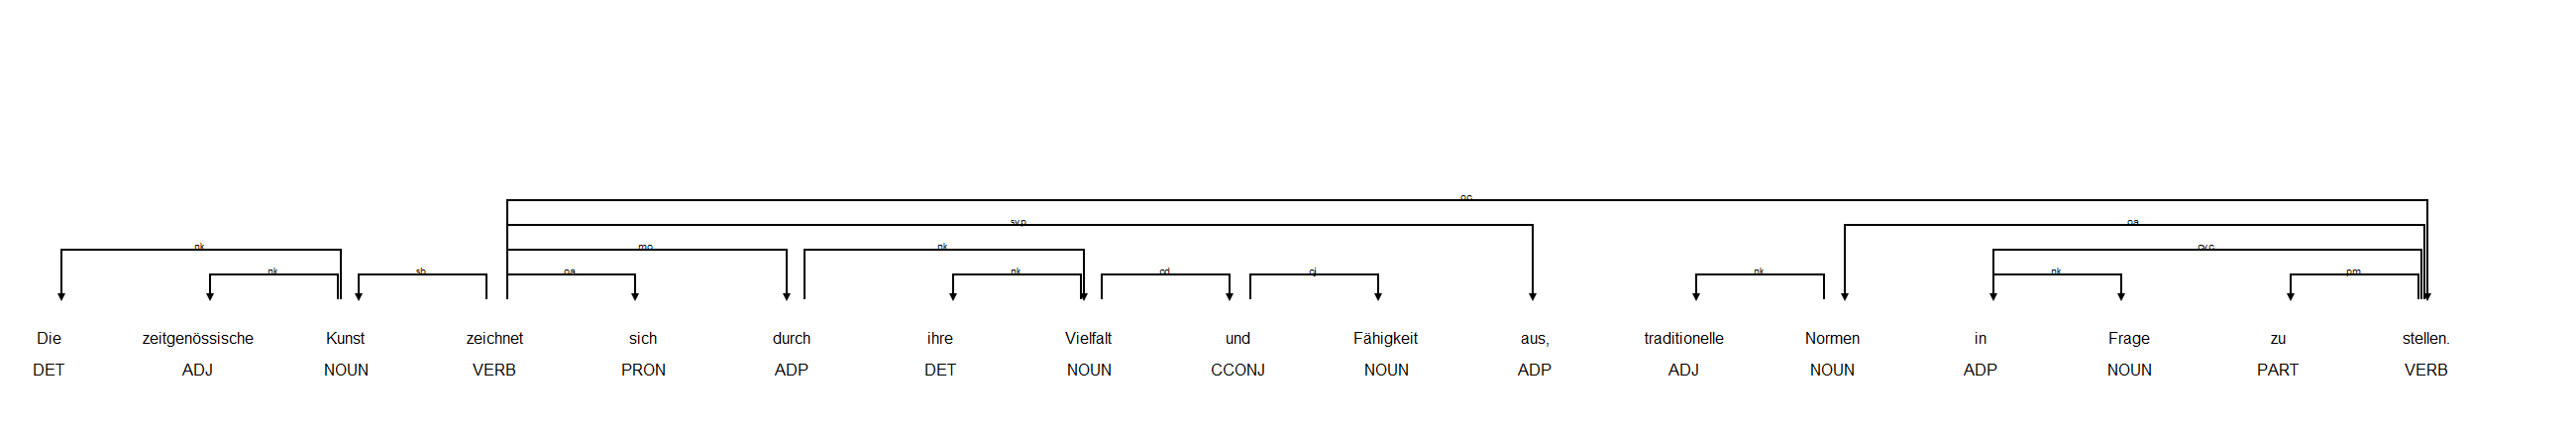 oc
svp oa
nk mo nk cvc
nk sb oa nk cd cj nk nk pm
Die zeitgenössische Kunst zeichnet sich durch ihre Vielfalt und Fähigkeit aus, traditionelle Normen in Frage zu stellen.
DET ADJ NOUN VERB PRON ADP DET NOUN CCONJ NOUN ADP ADJ NOUN ADP NOUN PART VERB